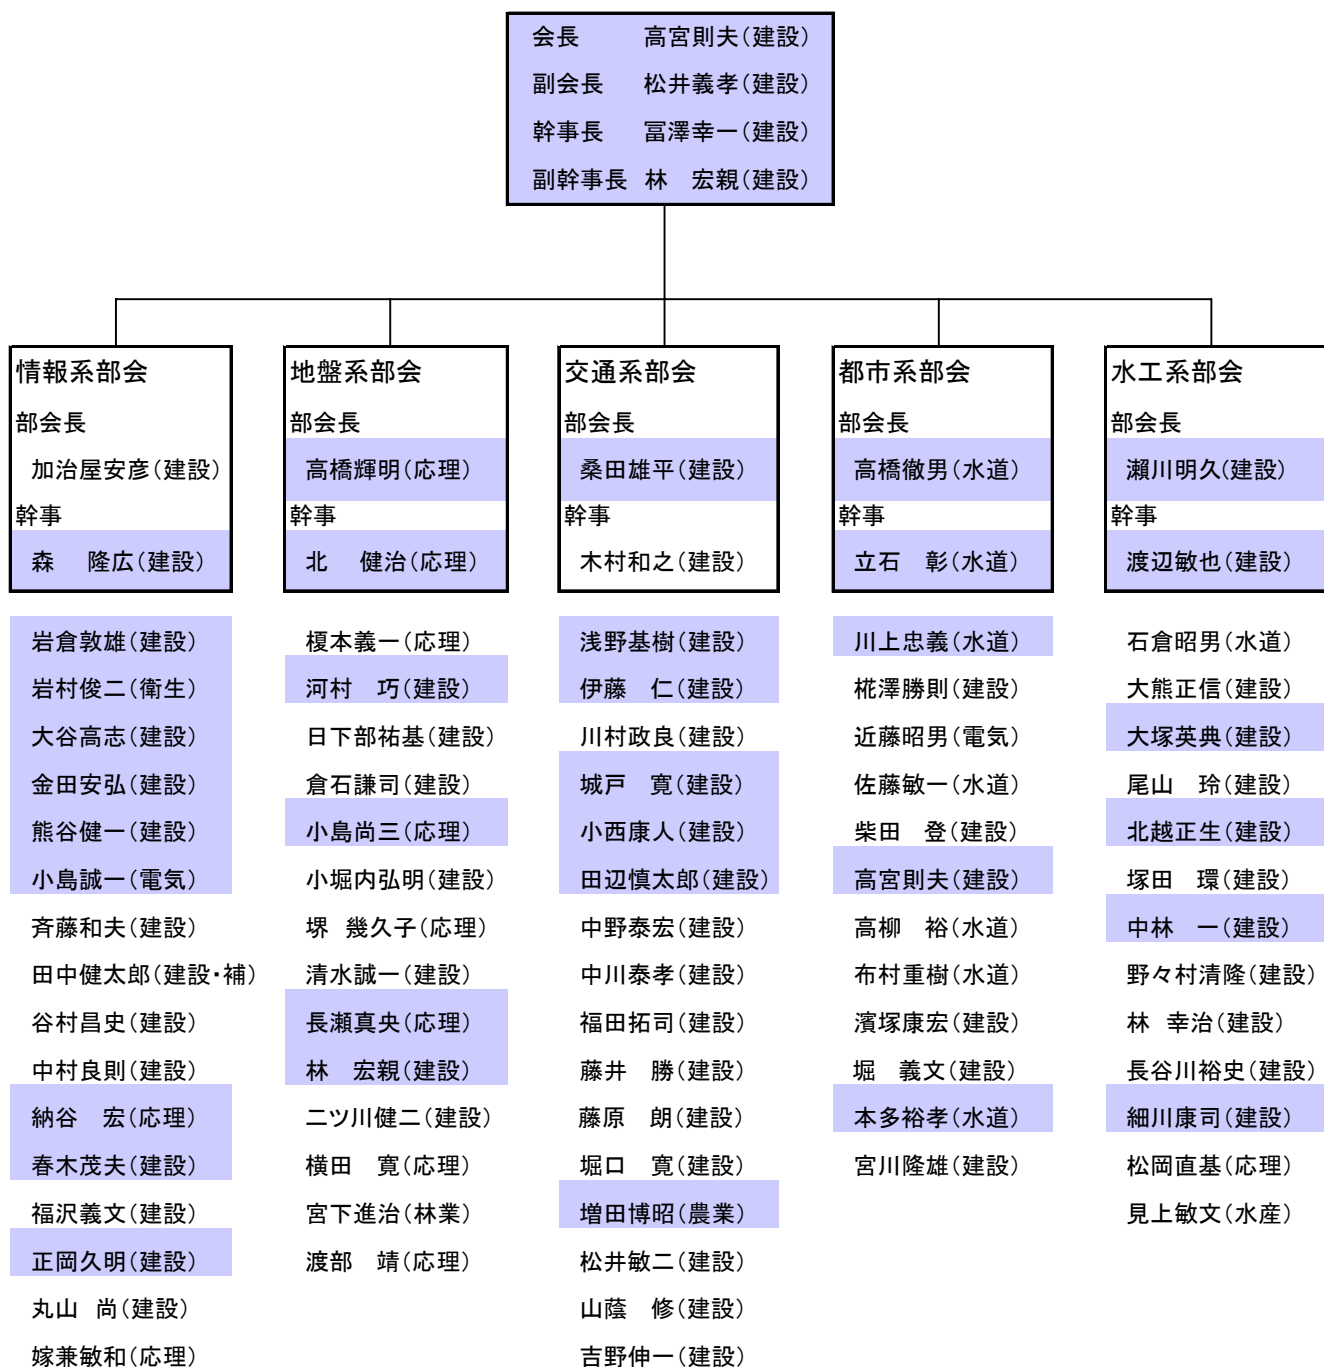 会長　高宮則夫（建設）
副会長　松井義孝（建設）
幹事長　冨澤幸一（建設）
副幹事長　林　宏親（建設）
情報系部会
部会長
加治屋安彦（建設）
幹事
森　隆広（建設）
岩倉敦雄（建設）
岩村俊二（衛生）
大谷高志（建設）
金田安弘（建設）
熊谷健一（建設）
小島誠一（電気）
斉藤和夫（建設）
田中健太郎（建設・補）
谷村昌史（建設）
中村良則（建設）
納谷　宏（応理）
春木茂夫（建設）
福沢義文（建設）
正岡久明（建設）
丸山　尚（建設）
嫁兼敏和（応理）
地盤系部会
部会長
高橋輝明（応理）
幹事
北　健治（応理）
榎本義一（応理）
河村　巧（建設）
日下部祐基（建設）
倉石謙司（建設）
小島尚三（応理）
小堀内弘明（建設）
堺　幾久子（応理）
清水誠一（建設）
長瀬真央（応理）
林　宏親（建設）
二ツ川健二（建設）
横田　寛（応理）
宮下進治（林業）
渡部　靖（応理）
交通系部会
部会長
桑田雄平（建設）
幹事
木村和之（建設）
浅野基樹（建設）
伊藤　仁（建設）
川村政良（建設）
城戸　寛（建設）
小西康人（建設）
田辺慎太郎（建設）
中野泰宏（建設）
中川泰孝（建設）
福田拓司（建設）
藤井　勝（建設）
藤原　朗（建設）
堀口　寛（建設）
増田博昭（農業）
松井敏二（建設）
山蔭　修（建設）
吉野伸一（建設）
都市系部会
部会長
高橋徹男（水道）
幹事
立石　彰（水道）
川上忠義（水道）
椛澤勝則（建設）
近藤昭男（電気）
佐藤敏一（水道）
柴田　登（建設）
高宮則夫（建設）
高柳　裕（水道）
布村重樹（水道）
濱塚康宏（建設）
堀　義文（建設）
本多裕孝（水道）
宮川隆雄（建設）
水工系部会
部会長
瀬川明久（建設）
幹事
渡辺敏也（建設）
石倉昭男（水道）
大熊正信（建設）
大塚英典（建設）
尾山　玲（建設）
北越正生（建設）
塚田　環（建設）
中林　一（建設）
野々村清隆（建設）
林　幸治（建設）
長谷川裕史（建設）
細川康司（建設）
松岡直基（応理）
見上敏文（水産）